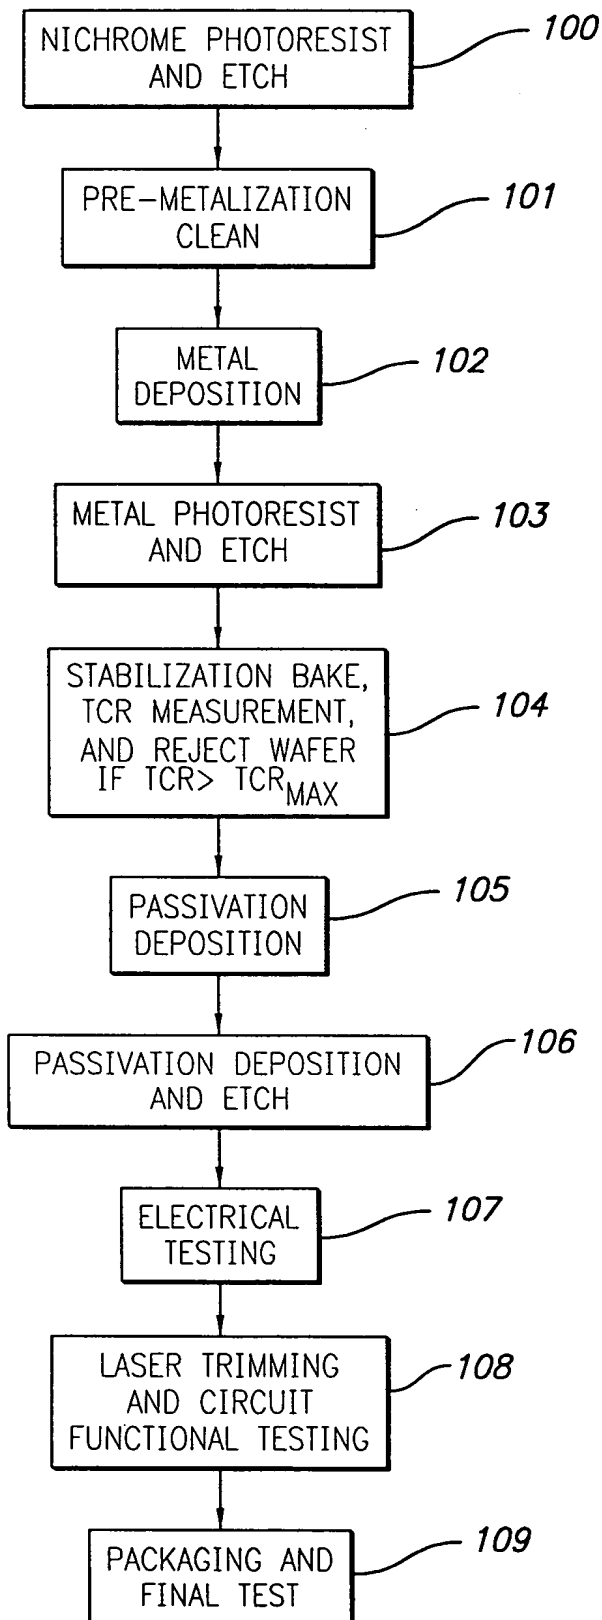 NICHROME PHOTORESIST
AND ETCH
100
PRE-METALIZATION
CLEAN
101
METAL
DEPOSITION
102
METAL PHOTORESIST
AND ETCH
103
STABILIZATION BAKE,
TCR MEASUREMENT,
AND REJECT WAFER
IF TCR> TCRMAX
104
PASSIVATION
DEPOSITION
105
PASSIVATION DEPOSITION
AND ETCH
106
ELECTRICAL
TESTING
107
LASER TRIMMING
AND CIRCUIT
FUNCTIONAL TESTING
108
PACKAGING AND
FINAL TEST
109